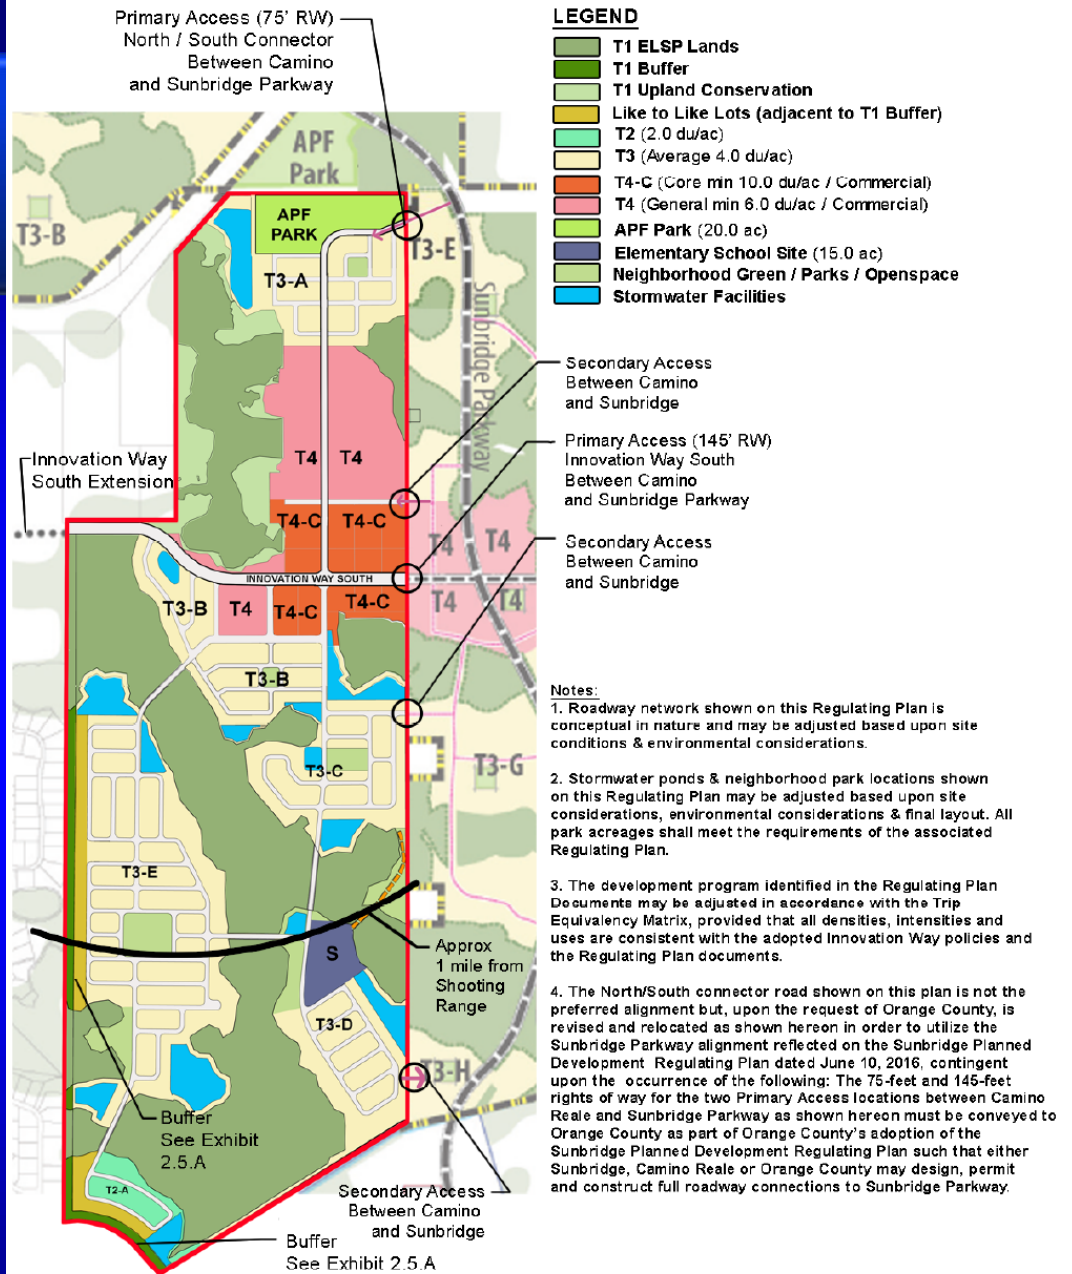 Primary Access (75' RW)
North / South Connector
Between Camino
and Sunbridge Parkway
LEGEND
T1 ELSP Lands
T1 Buffer
T1 Upland Conservation
Like to Like Lots (adjacent to T1 Buffer)
T2 (2.0 du/ac)
T3 (Average 4.0 du/ac)
T4-C (Core min 10.0 du/ac / Commercial)
T4 (General min 6.0 du/ac / Commercial)
APF Park (20.0 ac)
Elementary School Site (15.0 ac)
Neighborhood Green / Parks / Openspace
Stormwater Facilities
APF
Park
T3-B
APF
PARK
T3-E
T3-A
Sunbridge Parkway
Secondary Access
Between Camino
and Sunbridge
Primary Access (145' RW)
Innovation Way South
Between Camino
and Sunbridge Parkway
Innovation Way
South Extension
T4 T4
T4-C T4-C
T4 T4
INNOVATION WAY SOUTH
Secondary Access
Between Camino
and Sunbridge
T3-B T4 T4-C T4-C
T4 T4
T3-B
T3-C
T3-G
T3-E
S
Approx
1 mile from
Shooting
Range
T3-D
3-H
Buffer
See Exhibit
2.5.A
T2-A
Secondary Access
Between Camino
and Sunbridge
Buffer
See Exhibit 2.5.A
Notes:
1. Roadway network shown on this Regulating Plan is
conceptual in nature and may be adjusted based upon site
conditions & environmental considerations.
2. Stormwater ponds & neighborhood park locations shown
on this Regulating Plan may be adjusted based upon site
considerations, environmental considerations & final layout. All
park acreages shall meet the requirements of the associated
Regulating Plan.
3. The development program identified in the Regulating Plan
Documents may be adjusted in accordance with the Trip
Equivalency Matrix, provided that all densities, intensities and
uses are consistent with the adopted Innovation Way policies and
the Regulating Plan documents.
4. The North/South connector road shown on this plan is not the
preferred alignment but, upon the request of Orange County, is
revised and relocated as shown hereon in order to utilize the
Sunbridge Parkway alignment reflected on the Sunbridge Planned
Development Regulating Plan dated June 10, 2016, contingent
upon the occurrence of the following: The 75-feet and 145-feet
rights of way for the two Primary Access locations between Camino
Reale and Sunbridge Parkway as shown hereon must be conveyed to
Orange County as part of Orange County's adoption of the
Sunbridge Planned Development Regulating Plan such that either
Sunbridge, Camino Reale or Orange County may design, permit
and construct full roadway connections to Sunbridge Parkway.